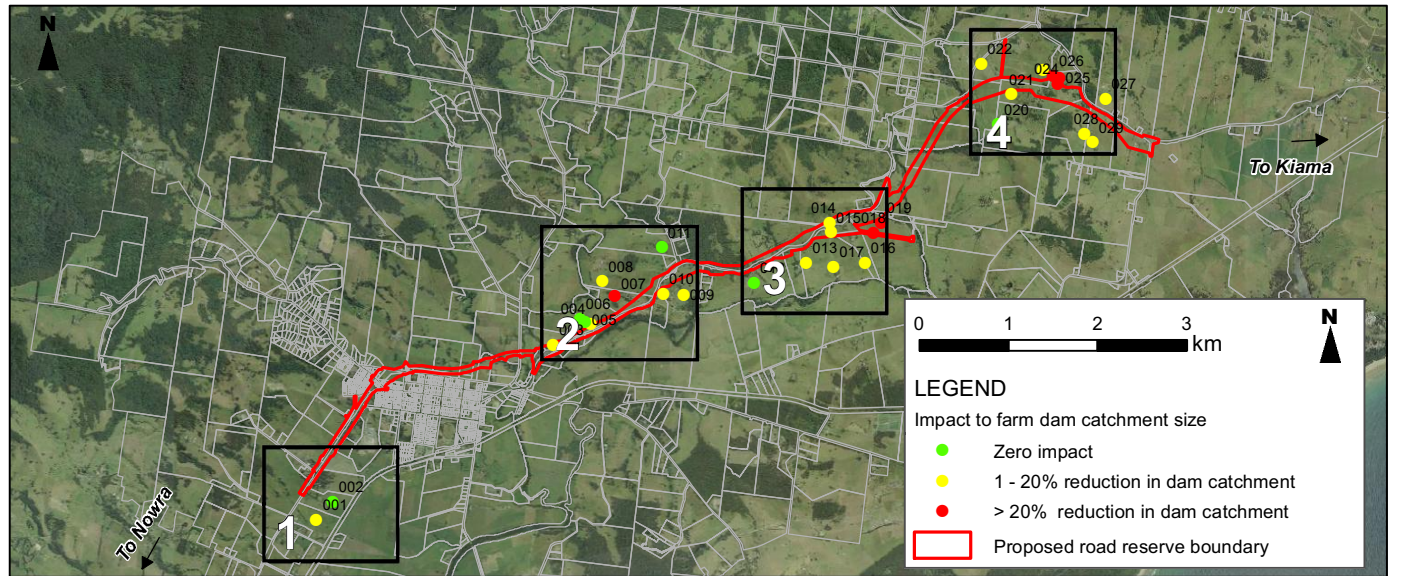 N
022
026
024
025
021
027
020
028
029
4
To Kiama
014
015
018
019
013
017
016
3
011
008
007
010
009
004
006
005
003
2
002
001
1
To Nowra
0 1 2 3
km
N
LEGEND
Impact to farm dam catchment size
Zero impact
1 - 20% reduction in dam catchment
> 20% reduction in dam catchment
Proposed road reserve boundary